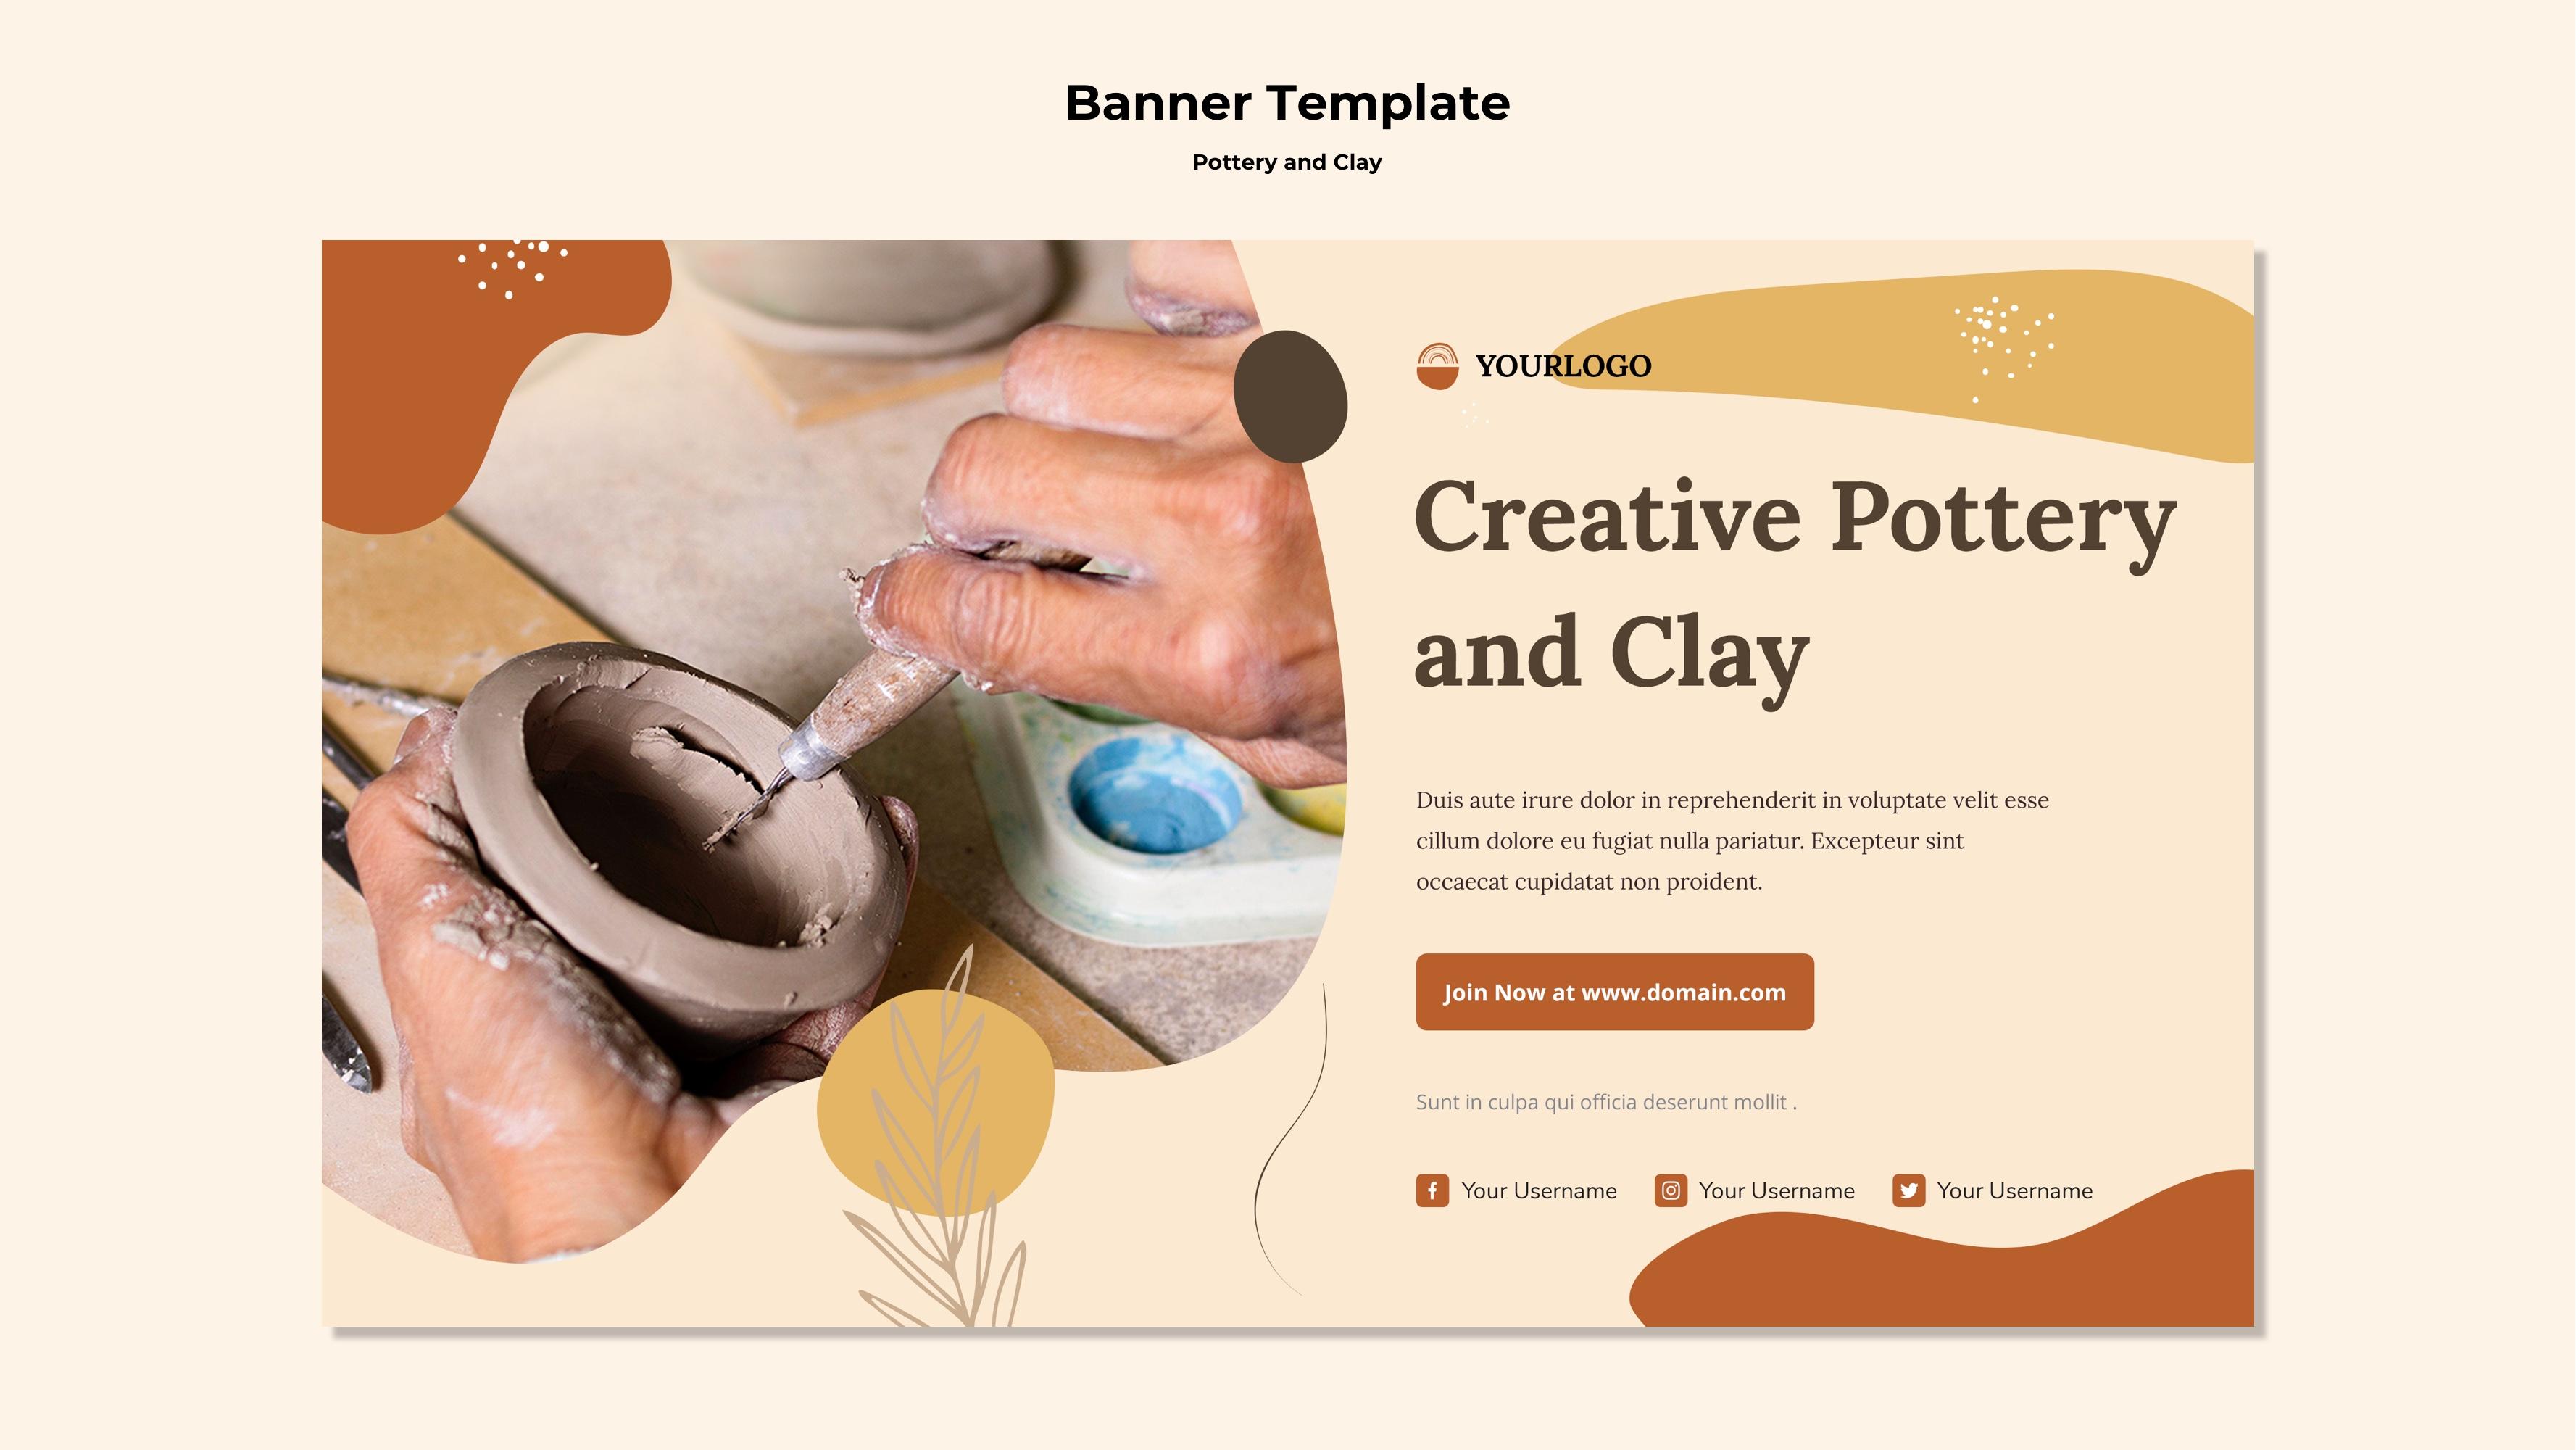 Banner Template
Pottery and Clay
YOURLOGO
Creative Pottery
and Clay
Duis aute irure dolor in reprehenderit in voluptate velit esse
cillum dolore eu fugiat nulla pariatur. Excepteur sint
occaecat cupidatat non proident.
Join Now at www.domain.com
Sunt in culpa qui officia deserunt mollit .
Your Username Your Username Your Username